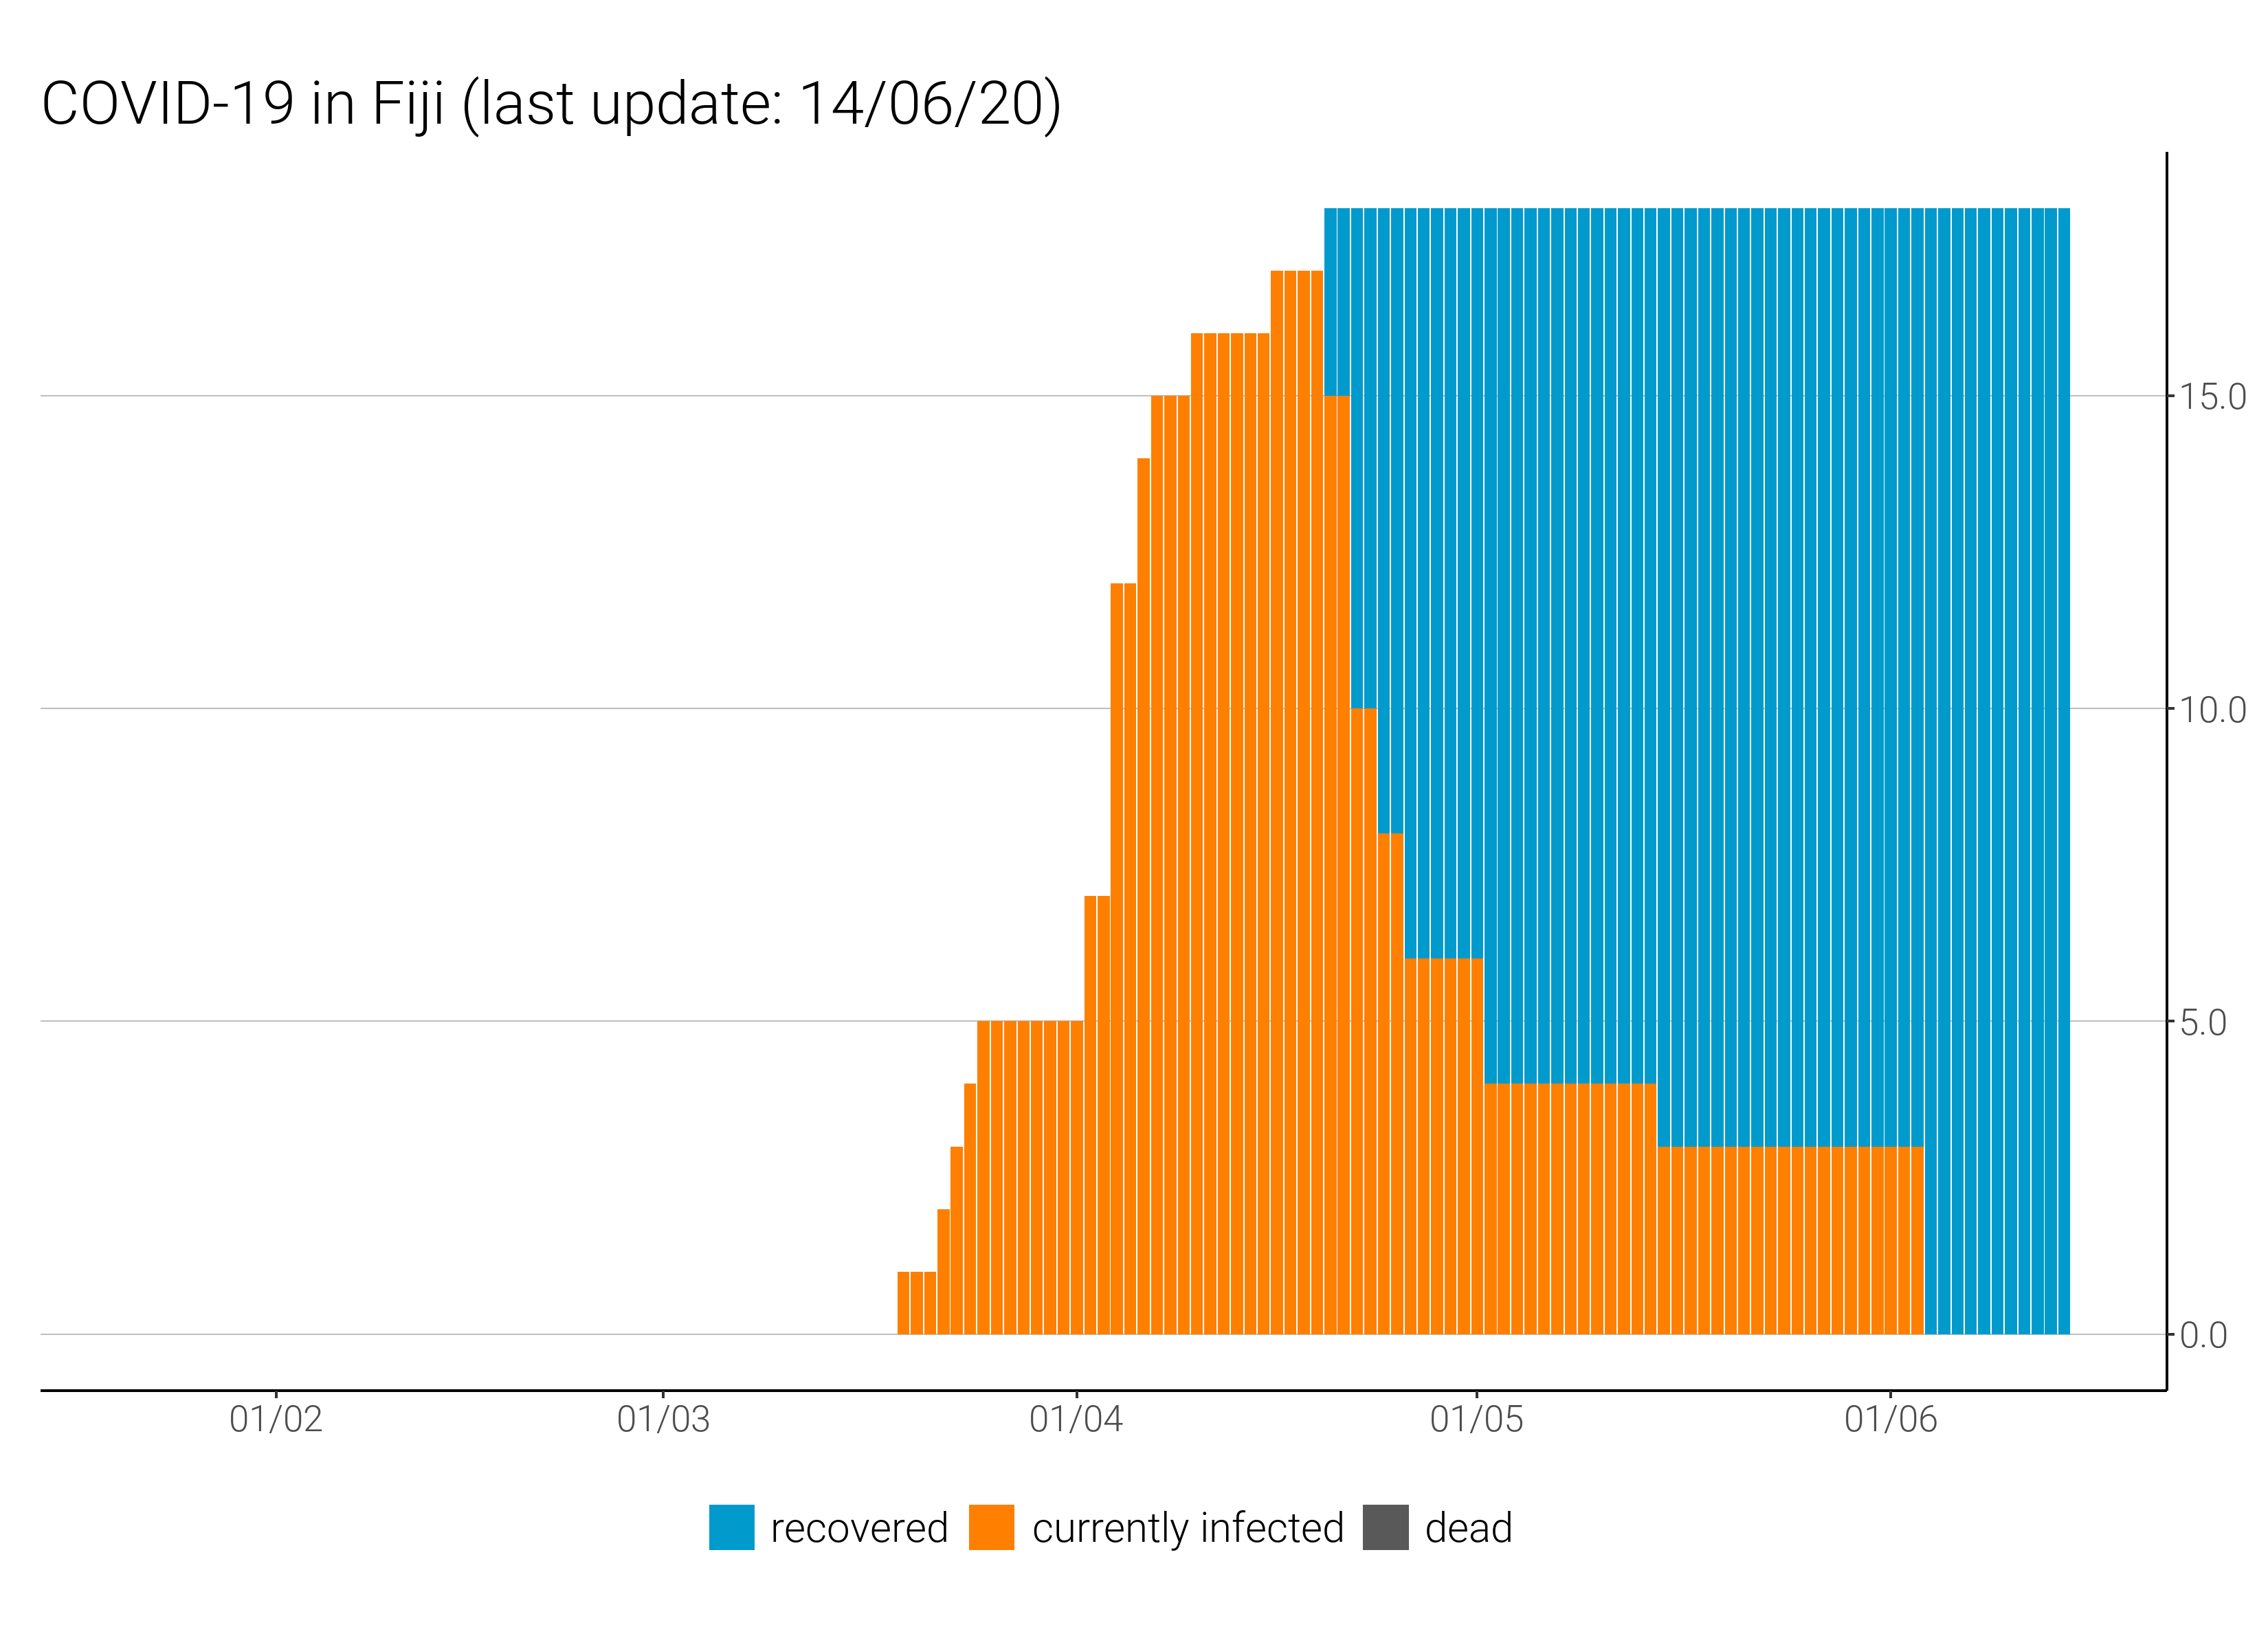 COVID-19 in Fiji (last update: 14/06/20)
15.0
10.0
5.0
0.0
01/02 01/03 01/04 01/05 01/06
recovered currently infected dead